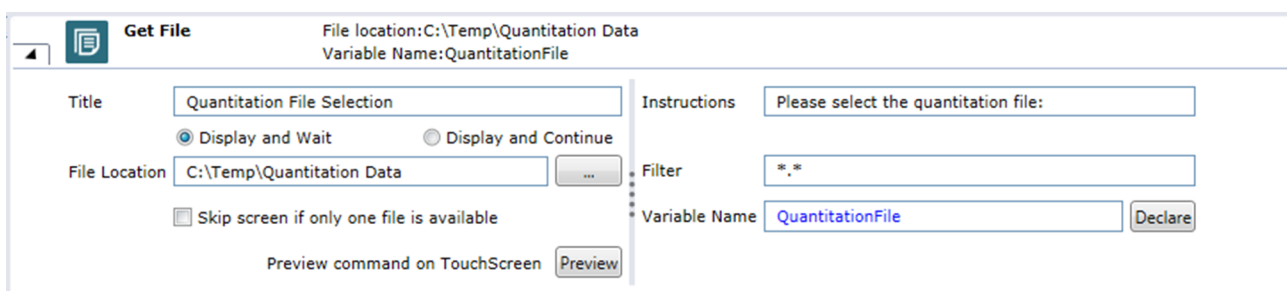 Get File
File location:C:\Temp\Quantitation Data
Variable Name:QuantitationFile
Title
Quantitation File Selection
Display and Wait
Display and Continue
File Location
C:\Temp\Quantitation Data
...
Skip screen if only one file is available
Preview command on TouchScreen
Preview
Instructions
Please select the quantitation file:
Filter
*.*
Variable Name
QuantitationFile
Declare